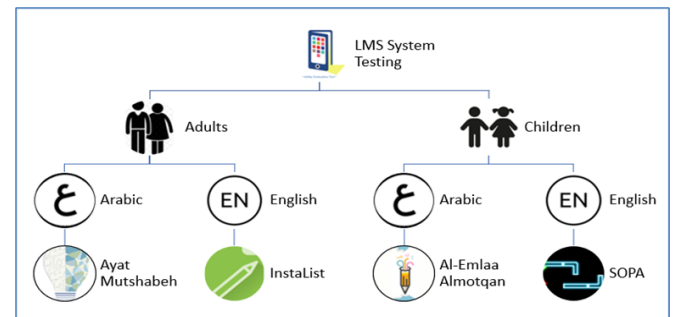 LMS System
Testing
Adults
Children
ع
Arabic
EN
English
ع
Arabic
EN
English
Ayat
Mutshabeh
InstaList
Al-Emlaa
Almotqan
SOPA